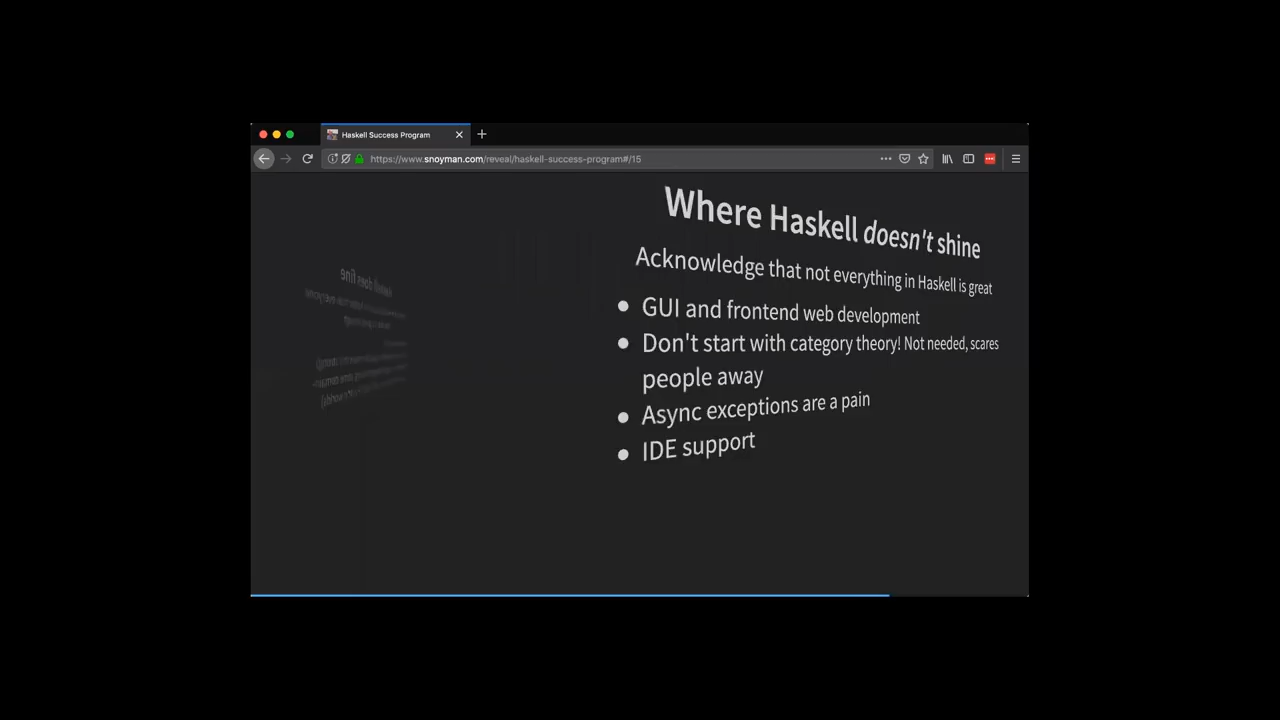 Haskell Success Program
https://www.snoyman.com/reveal/haskell-success-program#/15
Where Haskell doesn't shine
Acknowledge that not everything in Haskell is great
GUI and frontend web development
Don't start with category theory! Not needed, scares
people away
Async exceptions are a pain
IDE support